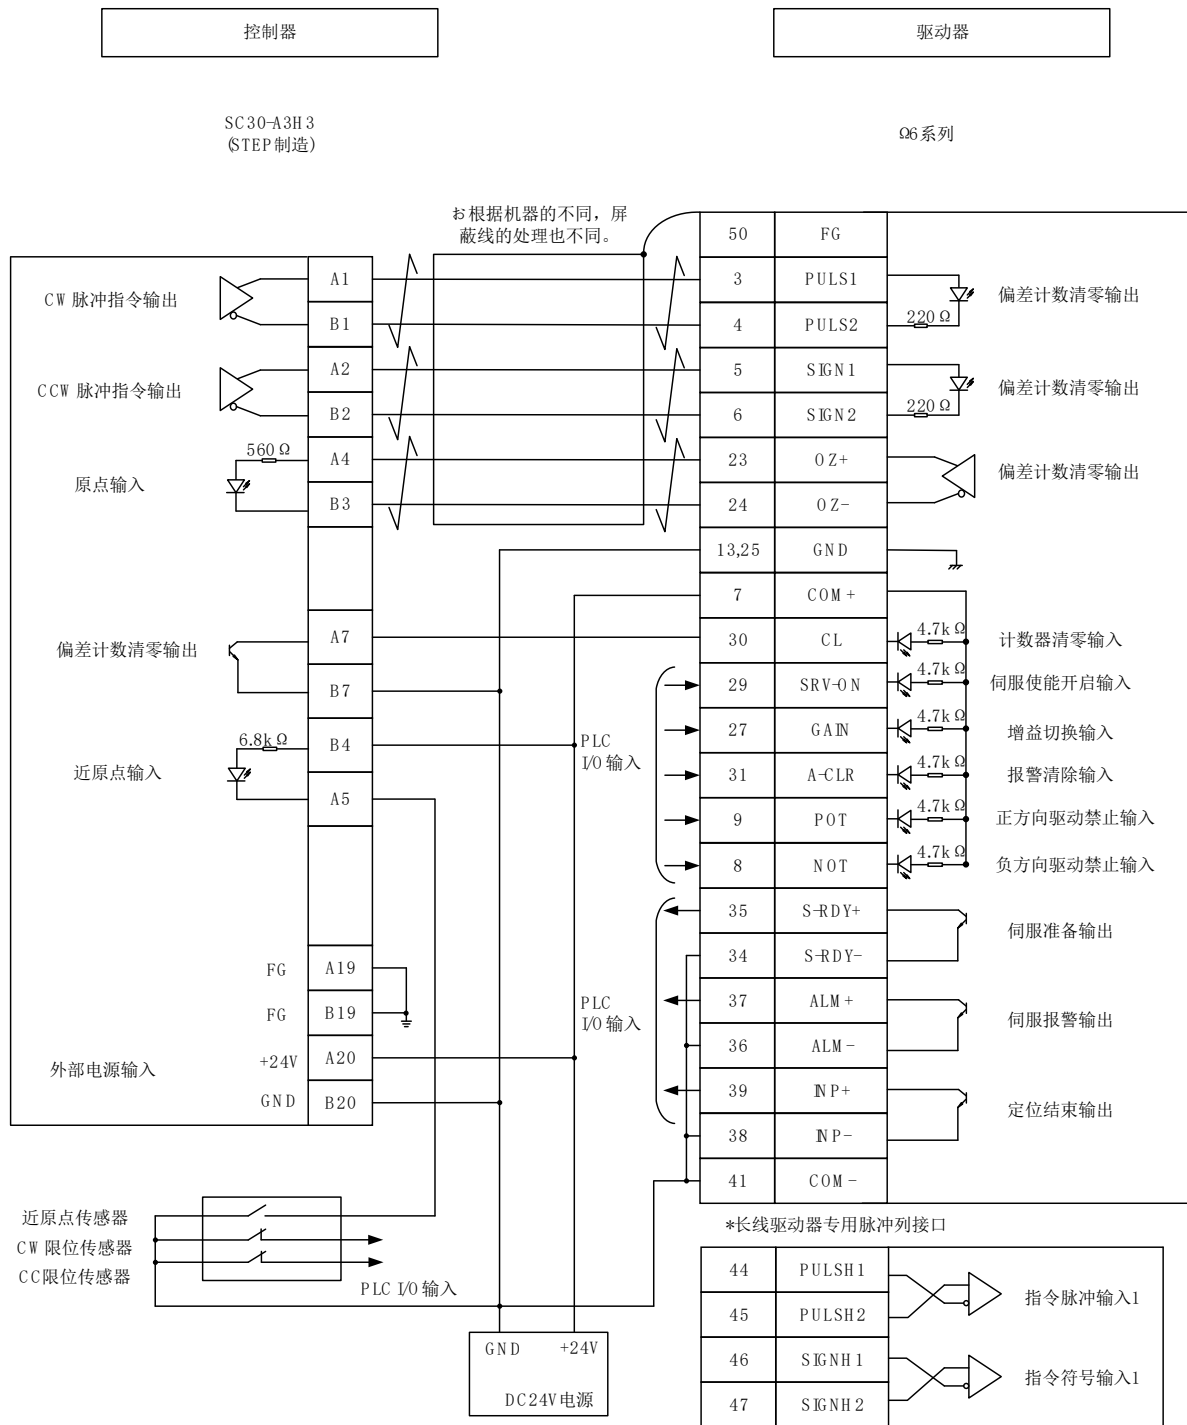 控制器
驱动器
SC30-A3H3
(STEP制造)
Ω6系列
お根据机器的不同，屏
蔽线的处理也不同。
CW 脉冲指令输出
A1
B1
CCW 脉冲指令输出
A2
B2
原点输入
560 Ω
A4
B3
偏差计数清零输出
A7
B7
近原点输入
6.8k Ω
B4
A5
FG
A19
FG
B19
外部电源输入
+24V
A20
GND
B20
50
FG
3
PULS1
4
PULS2
220 Ω
偏差计数清零输出
5
SIGN1
6
SIGN2
220 Ω
偏差计数清零输出
23
OZ+
24
OZ-
偏差计数清零输出
13,25
GND
7
COM+
30
CL
4.7k Ω
计数器清零输入
29
SRV-ON
4.7k Ω
伺服使能开启输入
27
GAIN
4.7k Ω
增益切换输入
31
A-CLR
4.7k Ω
报警清除输入
9
POT
4.7k Ω
正方向驱动禁止输入
8
NOT
4.7k Ω
负方向驱动禁止输入
PLC
I/O 输入
35
S-RDY+
34
S-RDY-
伺服准备输出
37
ALM+
36
ALM-
伺服报警输出
39
INP+
38
INP-
定位结束输出
41
COM-
PLC
I/O 输入
近原点传感器
CW 限位传感器
CC限位传感器
PLC I/O 输入
GND
+24V
DC24V电源
*长线驱动器专用脉冲列接口
44
PULSH1
45
PULSH2
指令脉冲输入1
46
SIGNH1
47
SIGNH2
指令符号输入1